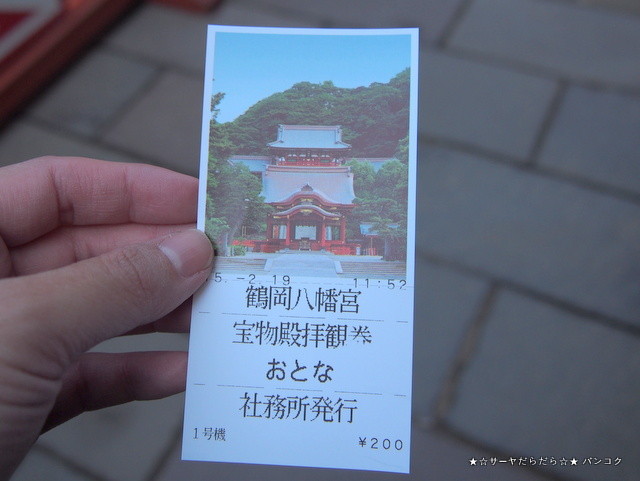 5. -2.19 11:52
鶴岡八幡宮
宝物殿拝観券
おとな
社務所発行
1号機 ¥200
★☆サーヤだらだら☆★ バンコク